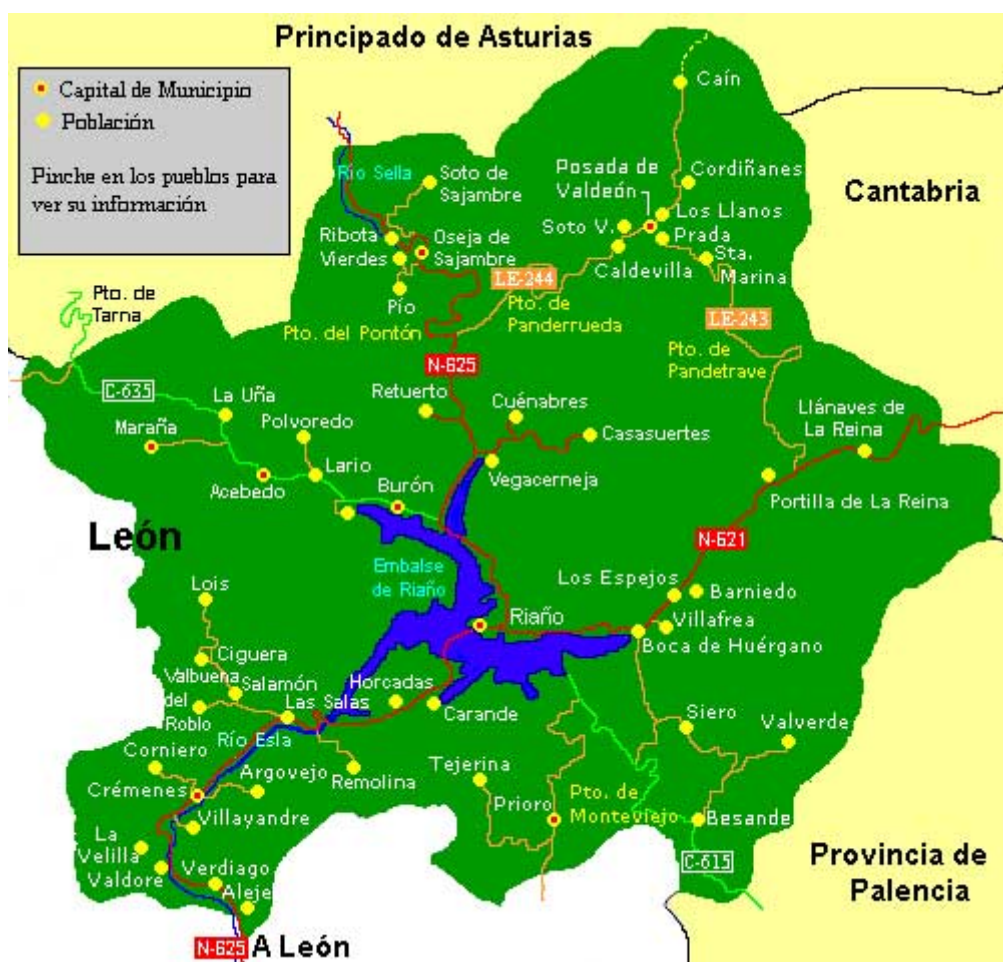 Principado de Asturias
Capital de Municipio
Población
Pinche en los pueblos para
ver su información
Caín
Río Sella
Soto de
Sajambre
Posada de
Valdeón
Cordiñanes
Cantabria
Ribota
Vierdes
Oseja de
Sajambre
Soto V.
Los Llanos
Prada
Caldevilla
Sta.
Marina
Pío
LE-244
Pto. de
Tarna
Pto. del Pontón
Pto. de
Panderrueda
LE-243
N-625
Pto. de
Pandetrave
C-635
La Uña
Retuerto
Cuénabres
Llánaves de
La Reina
Maraña
Polvoredo
Casasuertes
Acebedo
Lario
Burón
Vegacerneja
Portilla de La Reina
León
N-621
Embalse
de Riaño
Lois
Los Espejos
Barniedo
Riaño
Villafrea
Boca de Huérgano
Ciguera
Valbuena
del
Roblo
Salamón
Horcadas
Las Salas
Carande
Siero
Valverde
Río Esla
Corniero
Argovejo
Remolina
Tejerina
Crémenes
Prioro
Pto. de
Monteviejo
Besande
Villayandre
La
Velilla
Valdore
Verdiago
Aleje
C-615
Provincia de
Palencia
N-625
A León